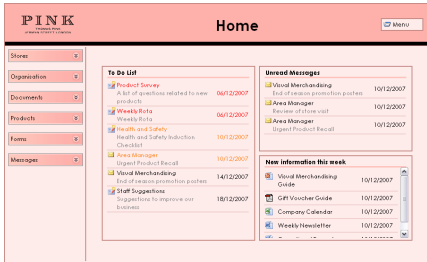 PINK
THOMAS PINK
JERMYN STREET LONDON
Home
Menu
Stores
Organisation
Documents
Products
Forms
Messages
To Do List
Product Survey
A list of questions related to new products 06/12/2007
Weekly Rota
Weekly Rota 06/12/2007
Health and Safety
Health and Safety Induction Checklist 10/12/2007
Area Manager
Urgent Product Recall 10/12/2007
Visual Merchandising
End of season promotion posters 14/12/2007
Staff Suggestions
Suggestions to improve our business 18/12/2007
Unread Messages
Visual Merchandising
End of season promotion posters 10/12/2007
Area Manager
Review of store visit 10/12/2007
Area Manager
Urgent Product Recall 10/12/2007
New information this week
Visual Merchandising Guide 10/12/2007
Gift Voucher Guide 10/12/2007
Company Calendar 10/12/2007
Weekly Newsletter 10/12/2007